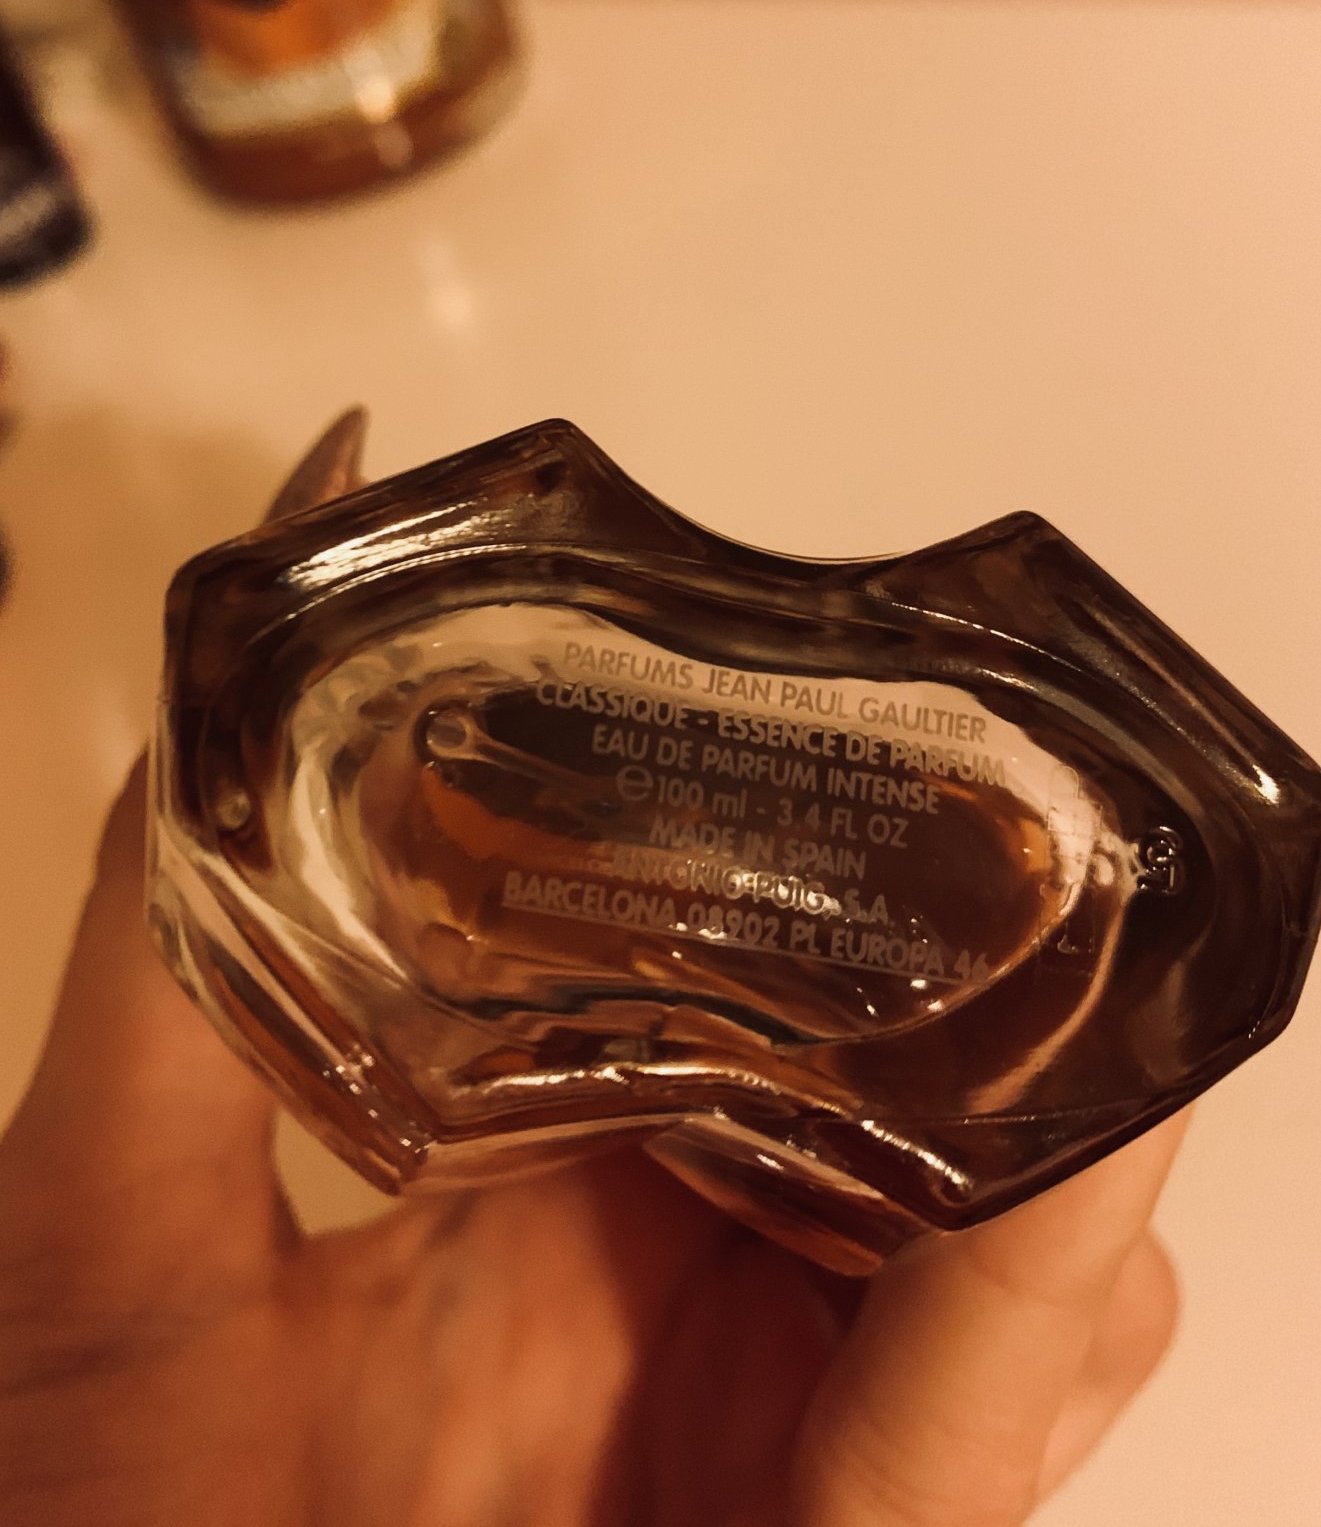 PARFUMS JEAN PAUL GAULTIER
CLASSIQUE - ESSENCE DE PARFUM
EAU DE PARFUM INTENSE
℮ 100 ml - 3.4 FL OZ
MADE IN SPAIN
ANTONIO PUIG, S.A.
BARCELONA 08902 PL EUROPA 46